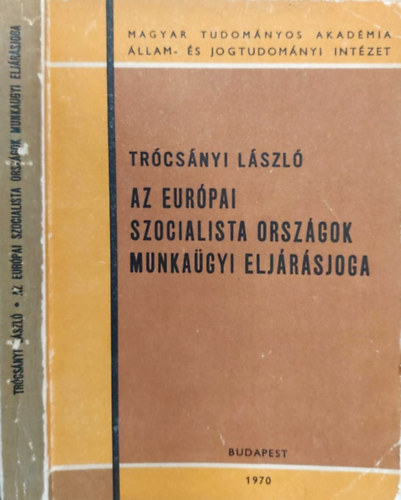 MAGYAR TUDOMÁNYOS AKADÉMIA
ÁLLAM- ÉS JOGTUDOMÁNYI INTÉZET
TRÓCSÁNYI LÁSZLÓ
AZ EURÓPAI
SZOCIALISTA ORSZÁGOK
MUNKAÜGYI ELJÁRÁSJOGA
BUDAPEST
1970
TRÓCSÁNYI LÁSZLÓ • AZ EURÓPAI SZOCIALISTA ORSZÁGOK MUNKAÜGYI ELJÁRÁSJOGA